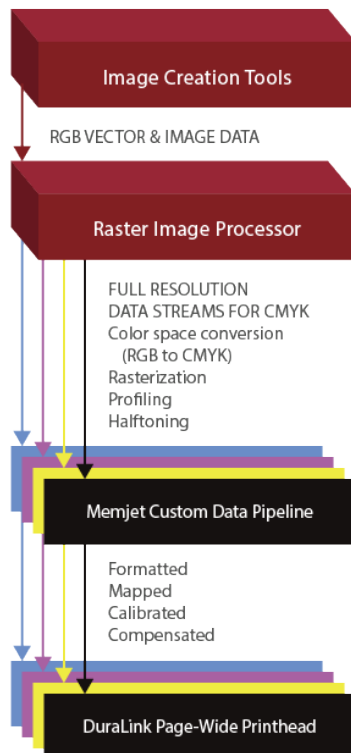 Image Creation Tools
RGB VECTOR & IMAGE DATA
Raster Image Processor
FULL RESOLUTION
DATA STREAMS FOR CMYK
Color space conversion
(RGB to CMYK)
Rasterization
Profiling
Halftoning
Memjet Custom Data Pipeline
Formatted
Mapped
Calibrated
Compensated
DuraLink Page-Wide Printhead